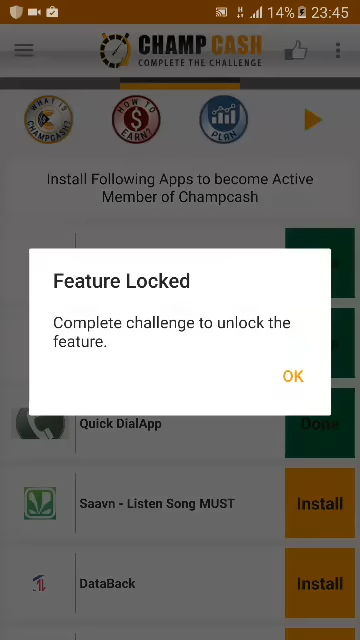 14% 23:45
CHAMP CASH
COMPLETE THE CHALLENGE
WHAT IS CHAMPCASH?
HOW TO EARN?
PLAN
Install Following Apps to become Active
Member of Champcash
Feature Locked
Complete challenge to unlock the
feature.
OK
Quick DialApp
Done
Saavn - Listen Song MUST
Install
DataBack
Install